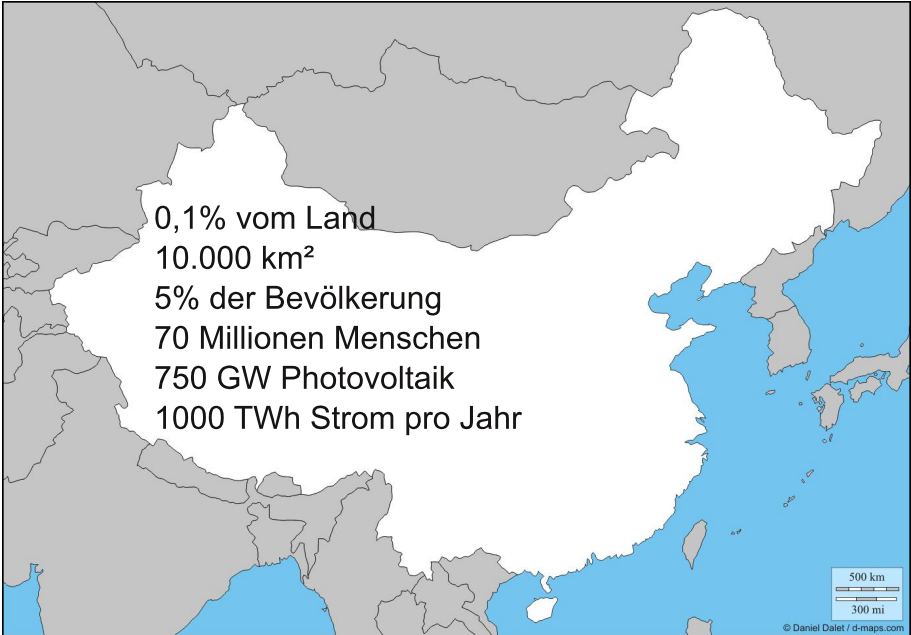 0,1% vom Land
10.000 km²
5% der Bevölkerung
70 Millionen Menschen
750 GW Photovoltaik
1000 TWh Strom pro Jahr
500 km
300 mi
© Daniel Dalet / d-maps.com